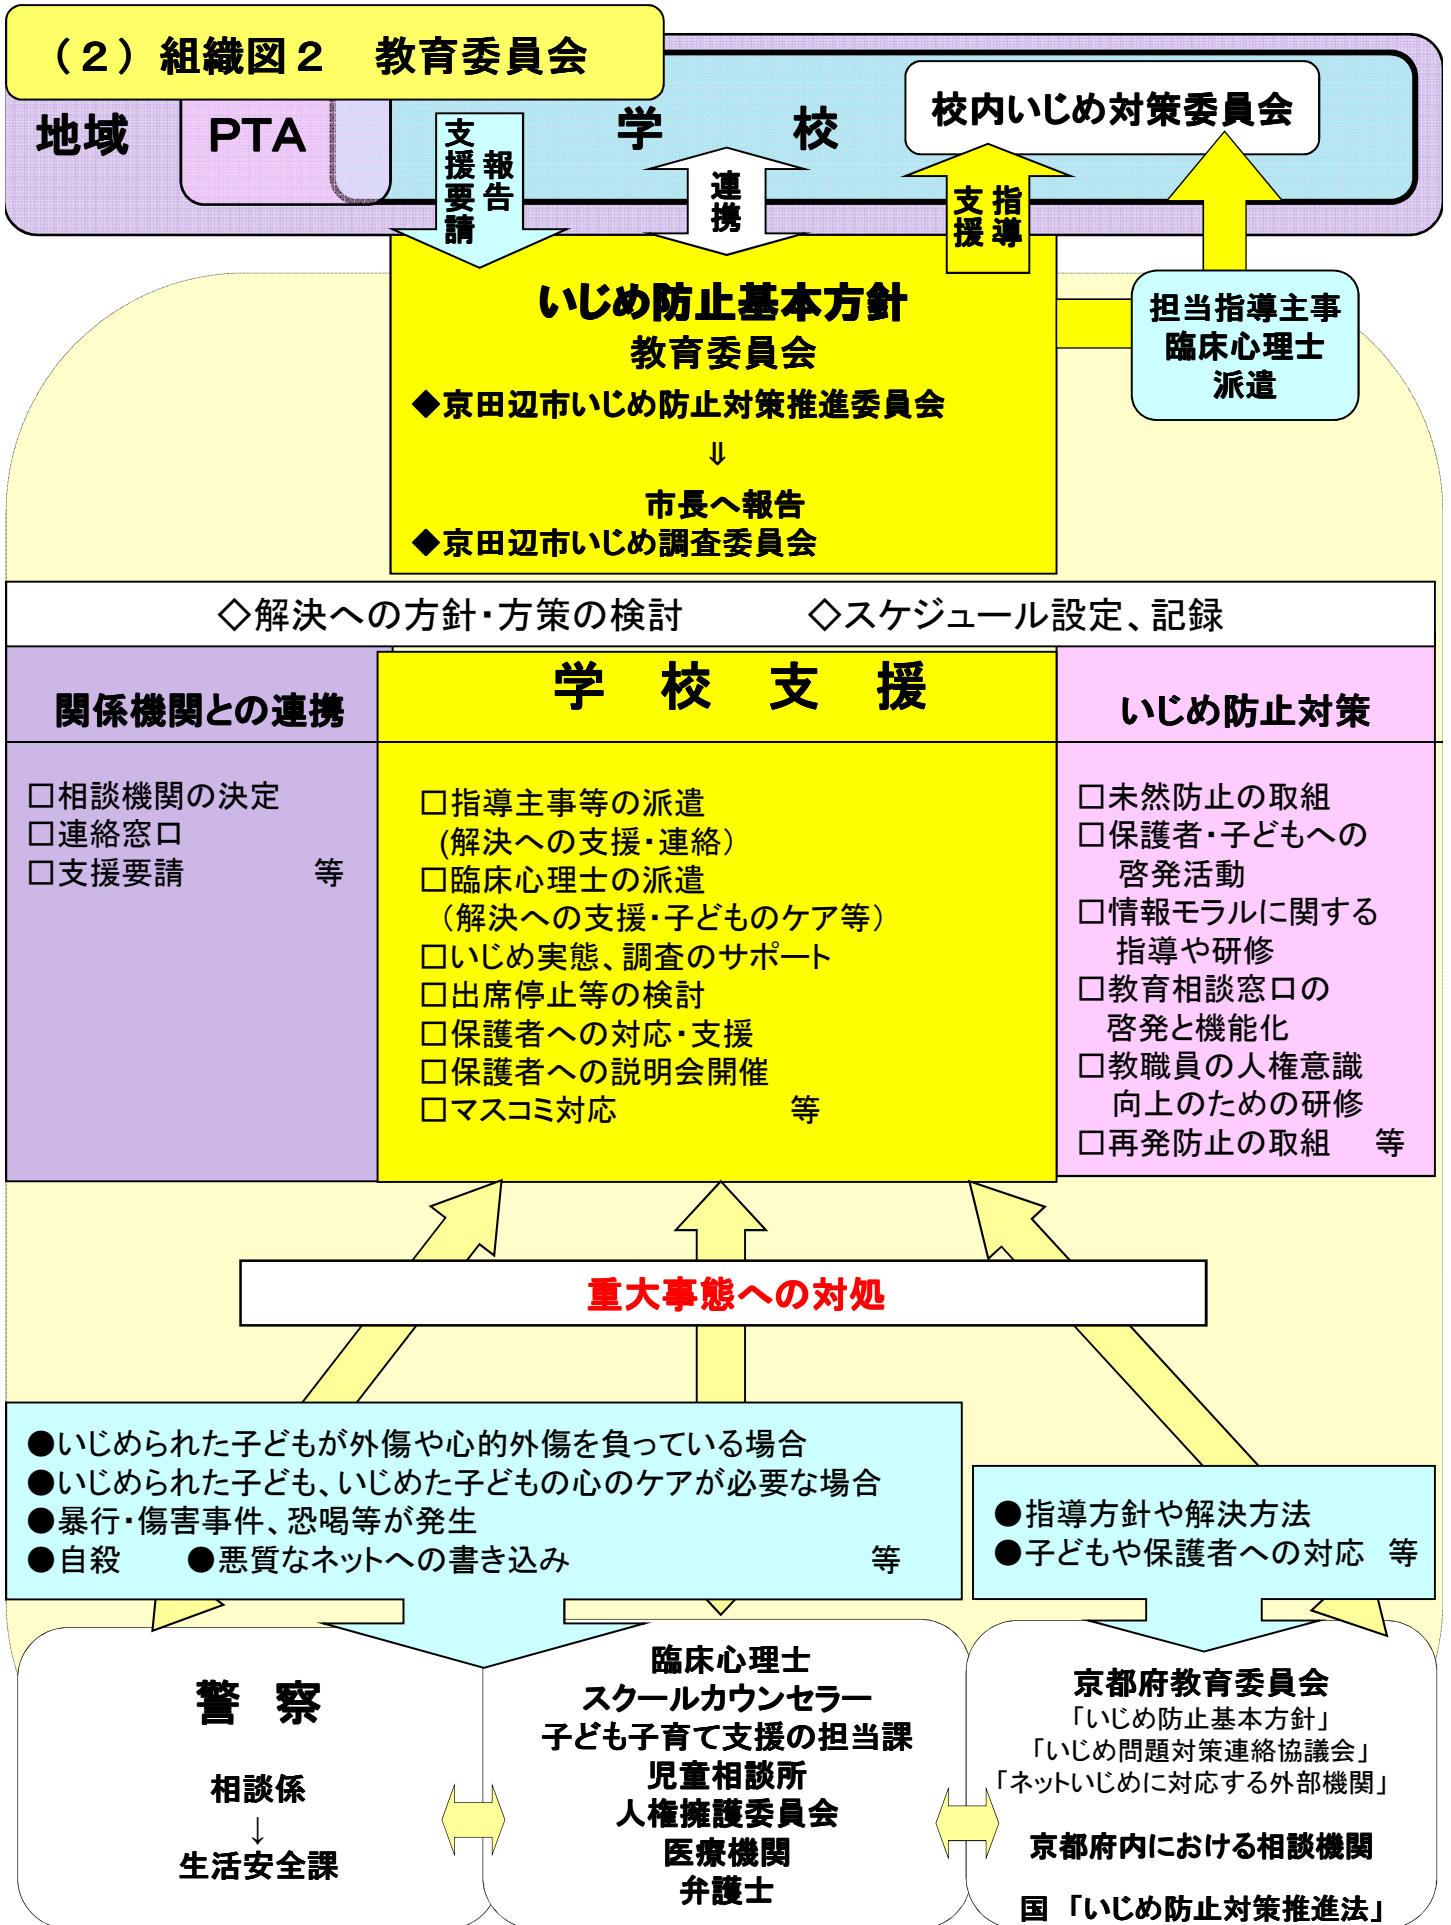 （２）組織図２　教育委員会
地域
PTA
学　校
校内いじめ対策委員会
支援要請
報告
連携
支援
指導
いじめ防止基本方針
教育委員会
◆京田辺市いじめ防止対策推進委員会
⇓
市長へ報告
◆京田辺市いじめ調査委員会
担当指導主事
臨床心理士
派遣
◇解決への方針・方策の検討　◇スケジュール設定、記録
関係機関との連携
□相談機関の決定
□連絡窓口
□支援要請　等
学　校　支　援
□指導主事等の派遣
(解決への支援・連絡）
□臨床心理士の派遣
（解決への支援・子どものケア等）
□いじめ実態、調査のサポート
□出席停止等の検討
□保護者への対応・支援
□保護者への説明会開催
□マスコミ対応　等
いじめ防止対策
□未然防止の取組
□保護者・子どもへの
啓発活動
□情報モラルに関する
指導や研修
□教育相談窓口の
啓発と機能化
□教職員の人権意識
向上のための研修
□再発防止の取組　等
重大事態への対処
●いじめられた子どもが外傷や心的外傷を負っている場合
●いじめられた子ども、いじめた子どもの心のケアが必要な場合
●暴行・傷害事件、恐喝等が発生
●自殺　●悪質なネットへの書き込み　等
●指導方針や解決方法
●子どもや保護者への対応　等
警　察
相談係
↓
生活安全課
臨床心理士
スクールカウンセラー
子ども子育て支援の担当課
児童相談所
人権擁護委員会
医療機関
弁護士
京都府教育委員会
「いじめ防止基本方針」
「いじめ問題対策連絡協議会」
「ネットいじめに対応する外部機関」
京都府内における相談機関
国　「いじめ防止対策推進法」